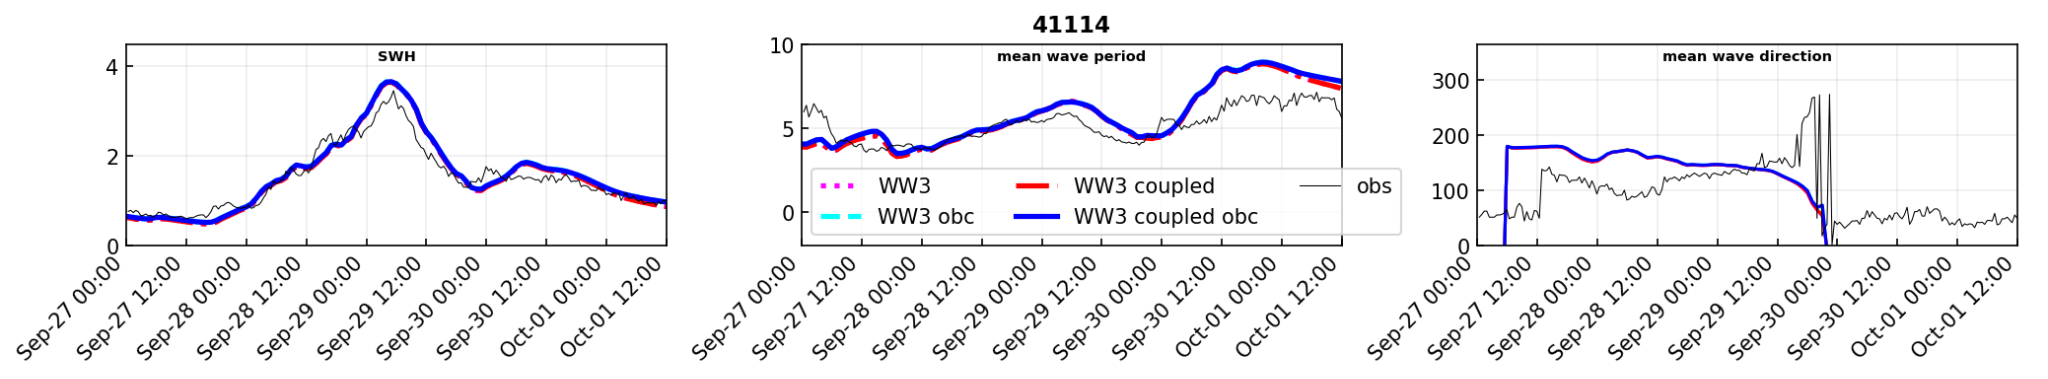 41114
SWH
4
2
0
Sep-27 00:00
Sep-27 12:00
Sep-28 00:00
Sep-28 12:00
Sep-29 00:00
Sep-29 12:00
Sep-30 00:00
Sep-30 12:00
Oct-01 00:00
Oct-01 12:00
mean wave period
10
5
0
WW3
WW3 coupled
obs
WW3 obc
WW3 coupled obc
Sep-27 00:00
Sep-27 12:00
Sep-28 00:00
Sep-28 12:00
Sep-29 00:00
Sep-29 12:00
Sep-30 00:00
Sep-30 12:00
Oct-01 00:00
Oct-01 12:00
mean wave direction
300
200
100
0
Sep-27 00:00
Sep-27 12:00
Sep-28 00:00
Sep-28 12:00
Sep-29 00:00
Sep-29 12:00
Sep-30 00:00
Sep-30 12:00
Oct-01 00:00
Oct-01 12:00